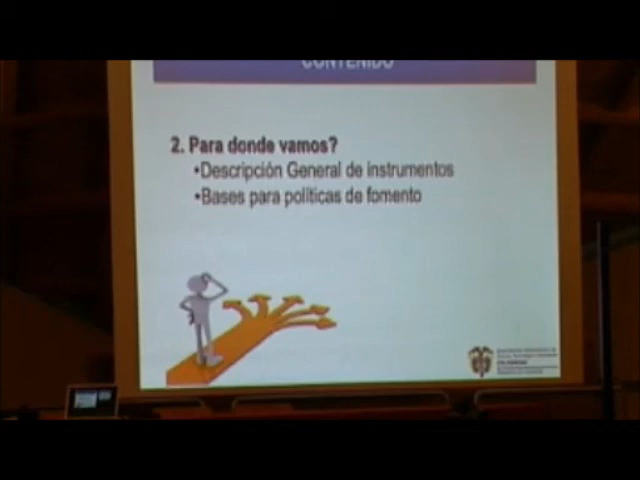 CONTENIDO
2. Para donde vamos?
•Descripción General de instrumentos
•Bases para políticas de fomento